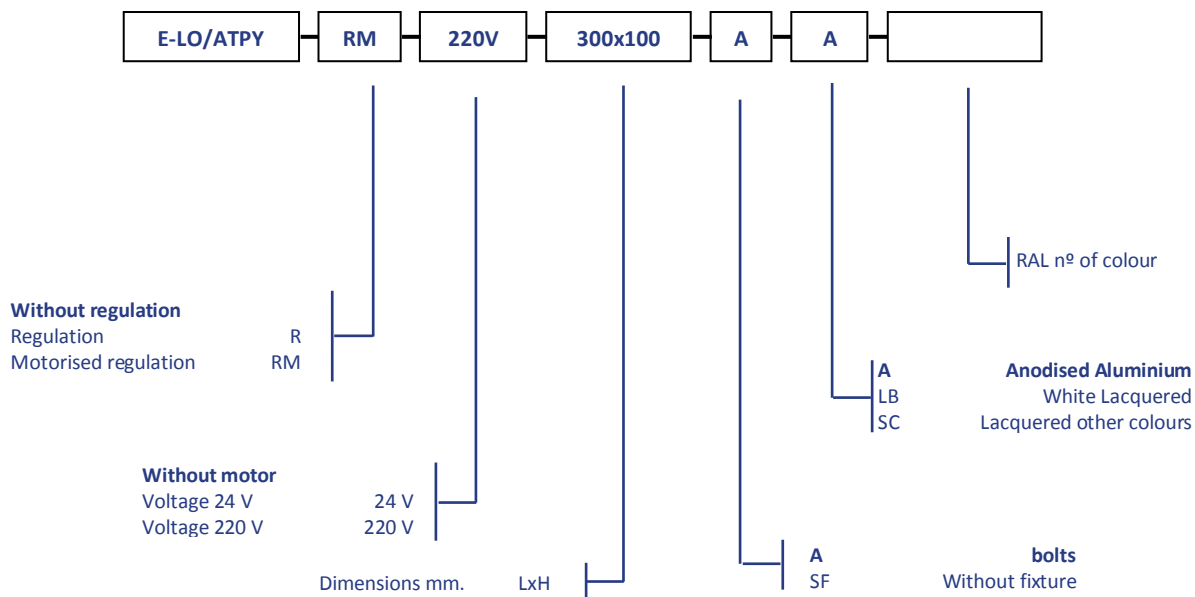 E-LO/ATPY RM 220V 300x100 A A
RAL nº of colour
Without regulation
Regulation R
Motorised regulation RM
A Anodised Aluminium
LB White Lacquered
SC Lacquered other colours
Without motor
Voltage 24 V 24 V
Voltage 220 V 220 V
A bolts
SF Without fixture
Dimensions mm. LxH